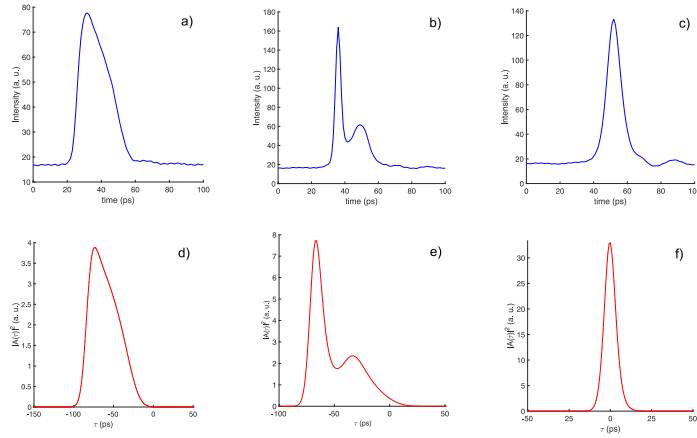 a)
80
70
60
50
40
30
20
10
Intensity (a. u.)
0 20 40 60 80 100
time (ps)
b)
180
160
140
120
100
80
60
40
20
0
Intensity (a. u.)
0 20 40 60 80 100
time (ps)
c)
140
120
100
80
60
40
20
0
Intensity (a. u.)
0 20 40 60 80 100
time (ps)
d)
4
3.5
3
2.5
2
1.5
1
0.5
0
|A(τ)|² (a. u.)
-150 -100 -50 0 50
τ (ps)
e)
8
7
6
5
4
3
2
1
0
|A(τ)|² (a. u.)
-100 -50 0 50
τ (ps)
f)
30
25
20
15
10
5
0
|A(τ)|² (a. u.)
-50 -25 0 25 50
τ (ps)